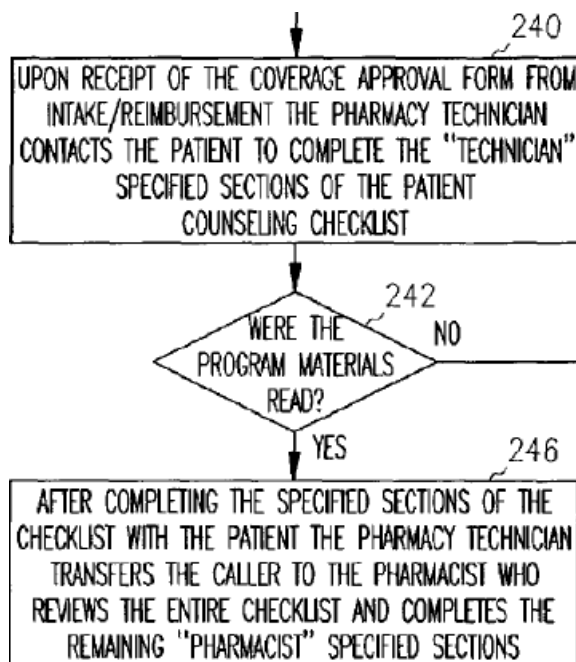 240
UPON RECEIPT OF THE COVERAGE APPROVAL FORM FROM
INTAKE/REIMBURSEMENT THE PHARMACY TECHNICIAN
CONTACTS THE PATIENT TO COMPLETE THE "TECHNICIAN"
SPECIFIED SECTIONS OF THE PATIENT
COUNSELING CHECKLIST
242
WERE THE
PROGRAM MATERIALS
READ?
NO
YES
246
AFTER COMPLETING THE SPECIFIED SECTIONS OF THE
CHECKLIST WITH THE PATIENT THE PHARMACY TECHNICIAN
TRANSFERS THE CALLER TO THE PHARMACIST WHO
REVIEWS THE ENTIRE CHECKLIST AND COMPLETES THE
REMAINING "PHARMACIST" SPECIFIED SECTIONS